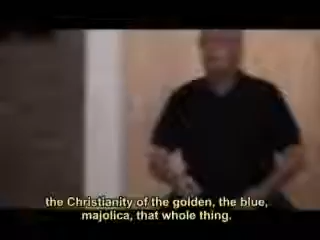 the Christianity of the golden, the blue,
majolica, that whole thing.